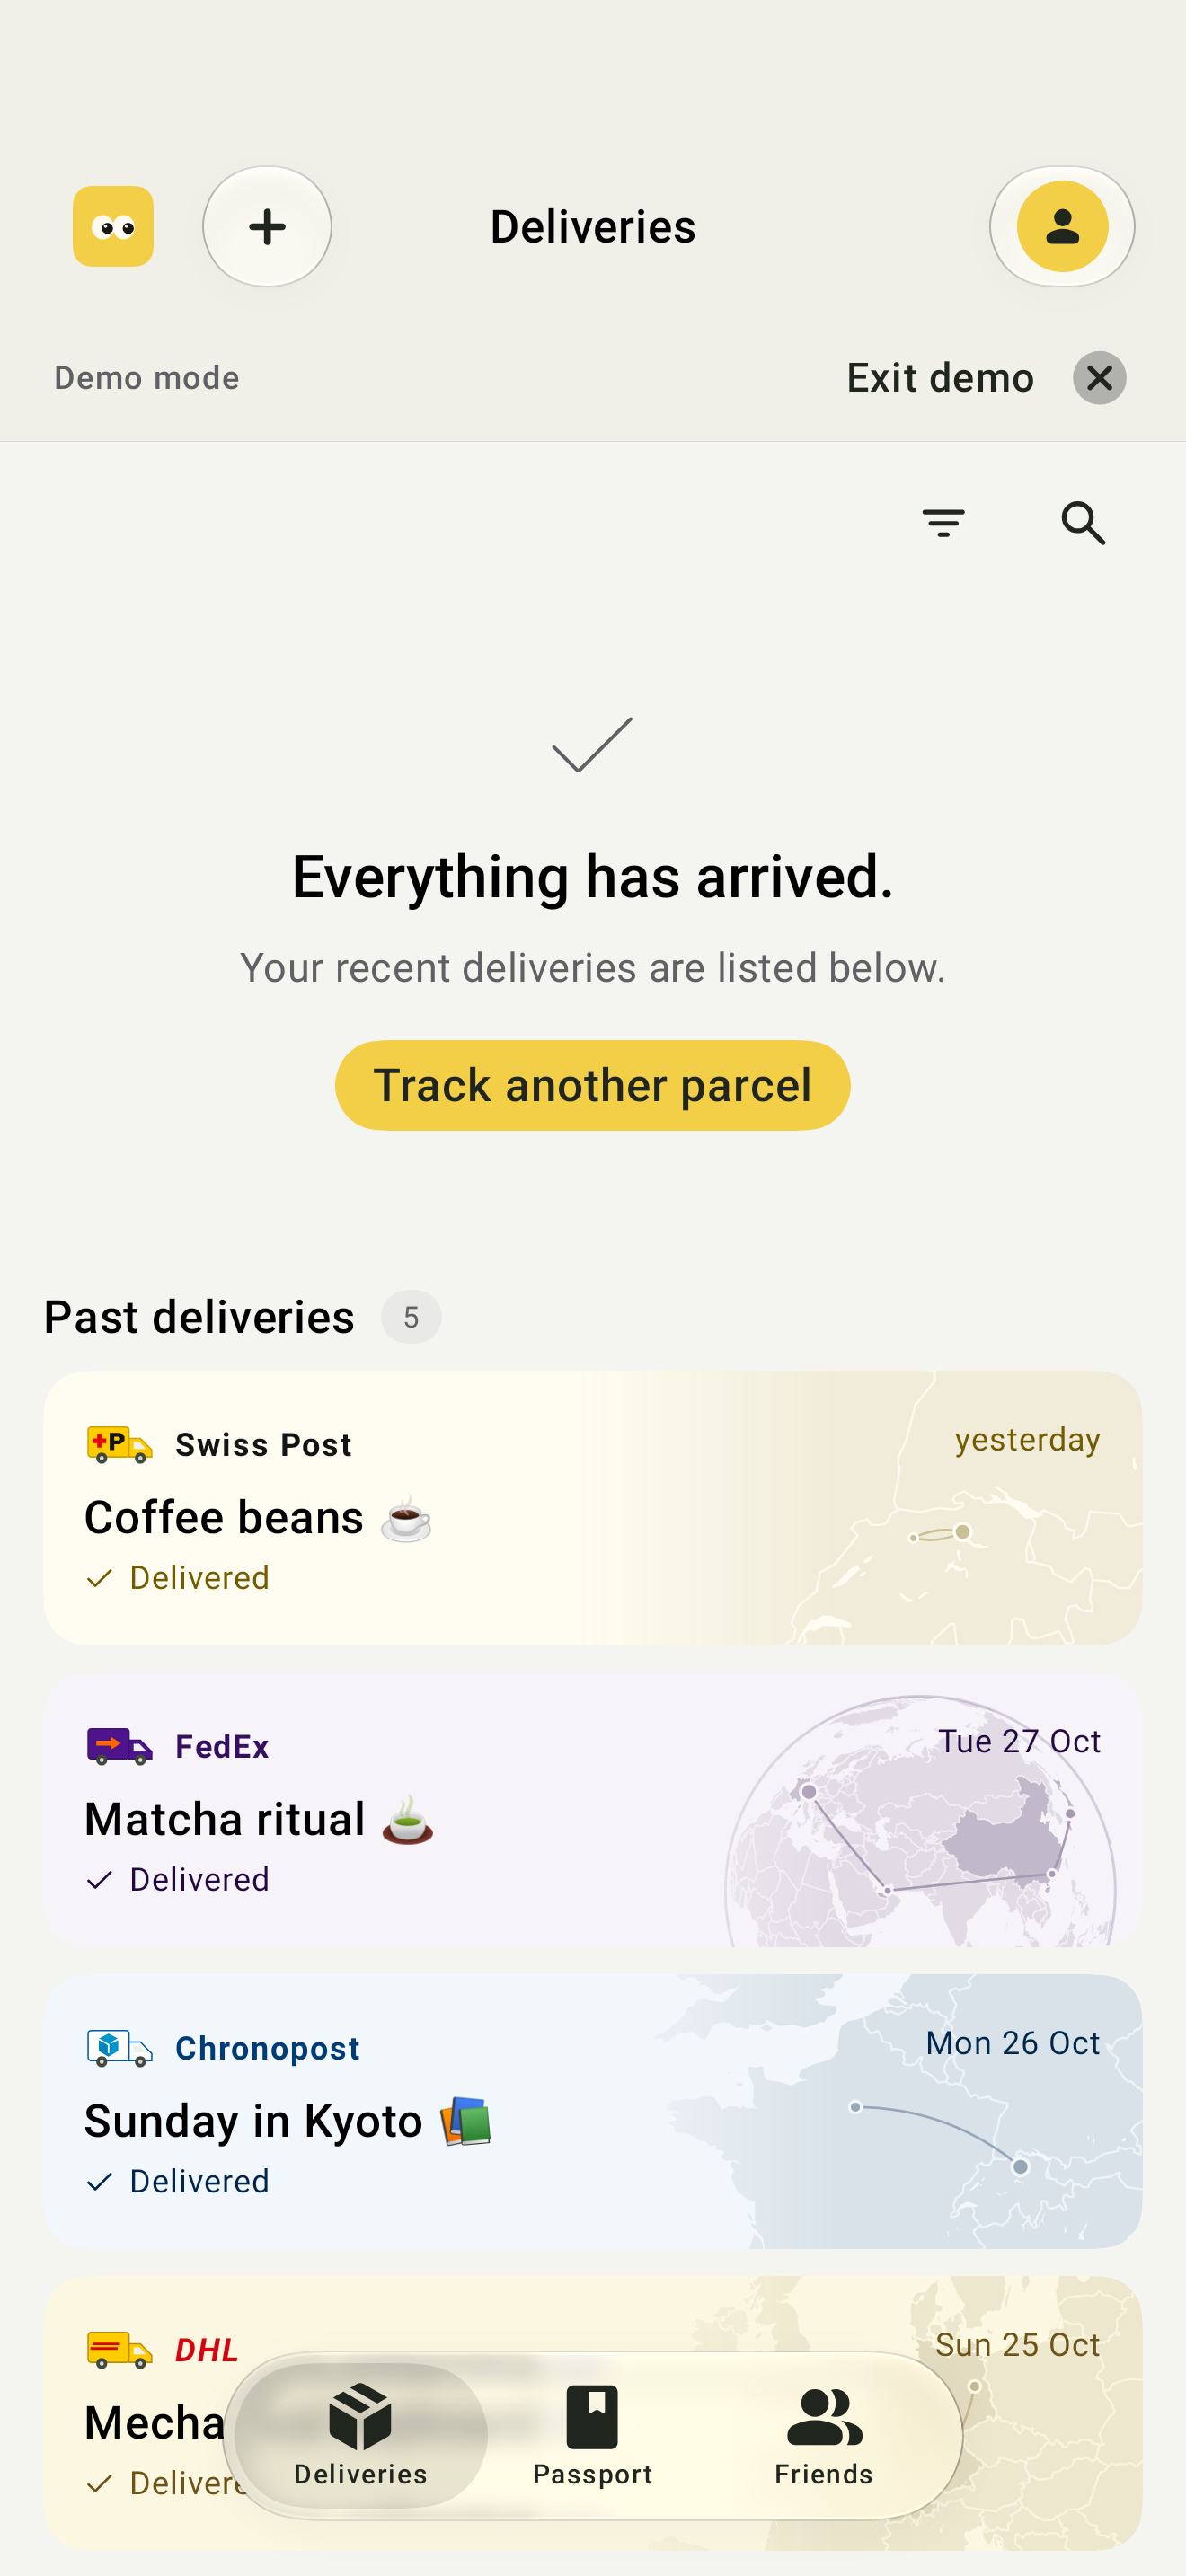 Deliveries
Demo mode
Exit demo
Everything has arrived.
Your recent deliveries are listed below.
Track another parcel
Past deliveries 5
+P Swiss Post
yesterday
Coffee beans ☕
Delivered
FedEx
Tue 27 Oct
Matcha ritual 🍵
Delivered
Chronopost
Mon 26 Oct
Sunday in Kyoto 📚
Delivered
DHL
Sun 25 Oct
Mecha
Deliveries
Passport
Friends